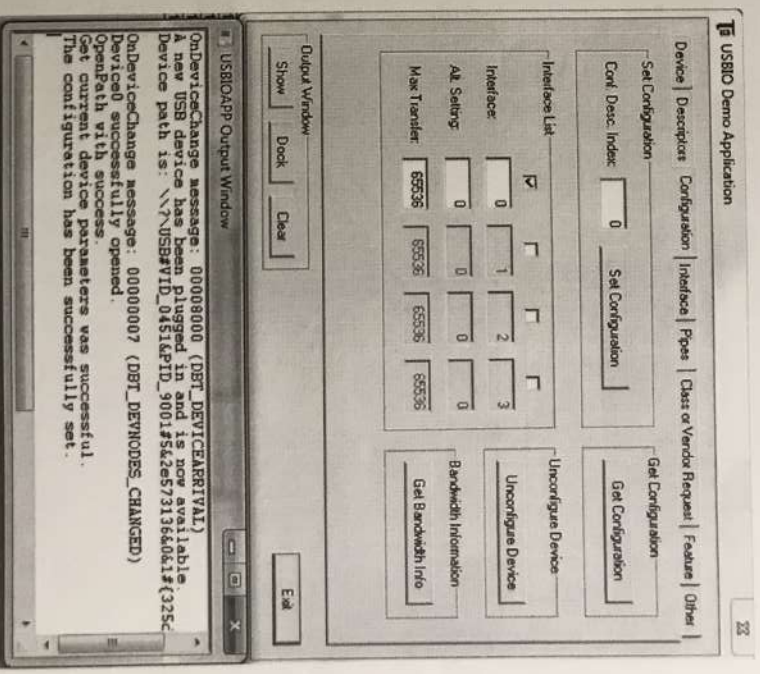 USBIO Demo Application
Device Descriptors Configuration Interface Pipes Class or Vendor Request Feature Other
Set Configuration
Conf. Desc. Index: 0 Set Configuration
Get Configuration
Get Configuration
Interface List
Interface: 0 1 2 3
Alt. Setting: 0 0 0 0
Max Transfer: 65536 65536 65536 65536
Unconfigure Device
Unconfigure Device
Bandwidth Information
Get Bandwidth Info
Output Window
Show Dock Clear
Exit
USBIOAPP Output Window
OnDeviceChange message: 00008000 (DBT_DEVICEARRIVAL)
A new USB device has been plugged in and is now available.
Device path is: \\?\USB#VID_0451&PID_9001#5&2e573136&0&1#{325c
OnDeviceChange message: 00000007 (DBT_DEVNODES_CHANGED)
Device0 successfully opened.
OpenPath with success.
Get current device parameters was successful.
The configuration has been successfully set.